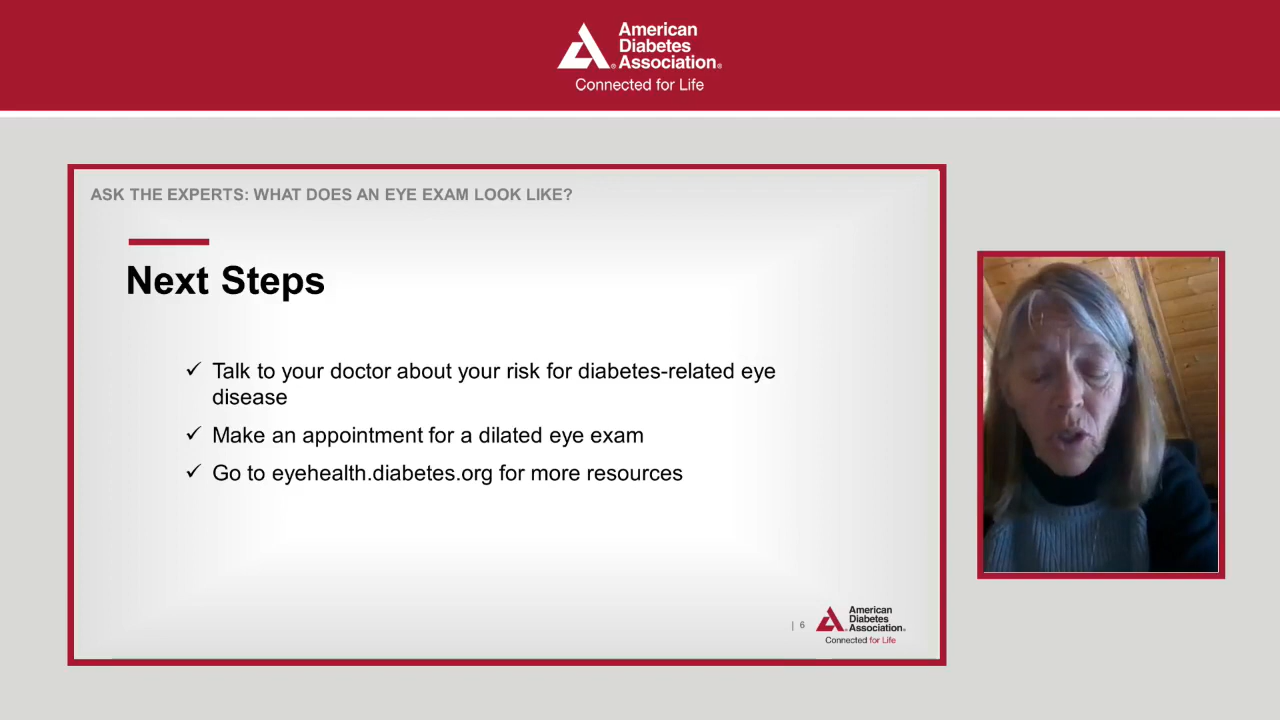 American
Diabetes
Association®
Connected for Life
ASK THE EXPERTS: WHAT DOES AN EYE EXAM LOOK LIKE?
Next Steps
✓ Talk to your doctor about your risk for diabetes-related eye
disease
✓ Make an appointment for a dilated eye exam
✓ Go to eyehealth.diabetes.org for more resources
| 6
American
Diabetes
Association®
Connected for Life